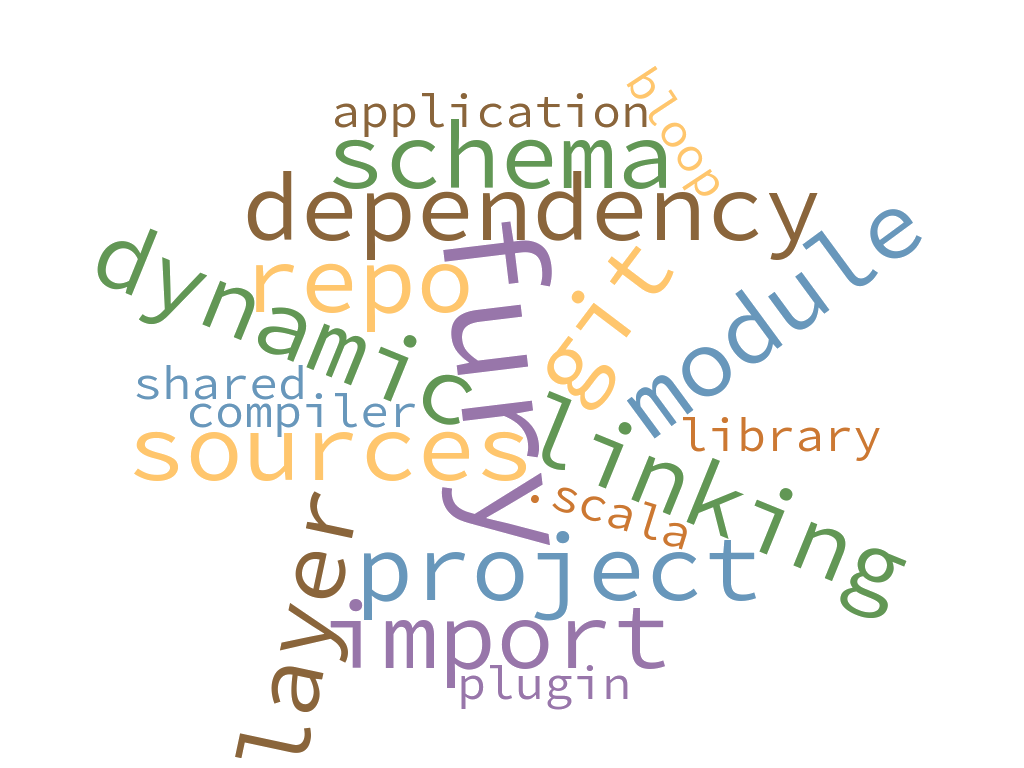 bloop
application
schema
dependency
module
dynamic
repo
fury
git
shared
compiler
sources
linking
library
.scala
layer
project
import
plugin